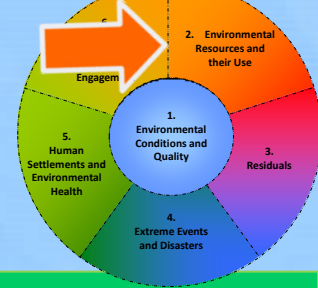 2. Environmental
Resources and
their Use
Engagem
1.
Environmental
Conditions and
Quality
3.
Residuals
5.
Human
Settlements and
Environmental
Health
4.
Extreme Events
and Disasters